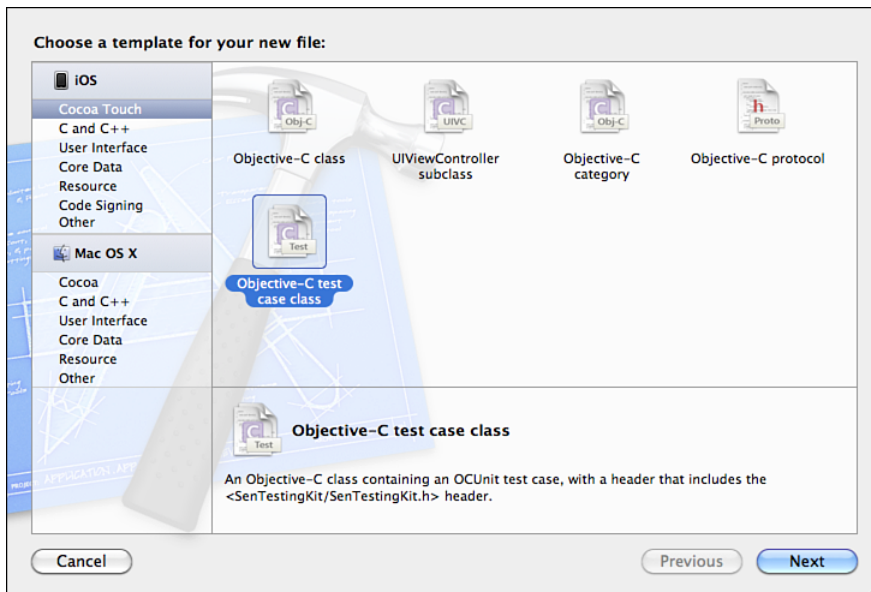 Choose a template for your new file:
iOS
Cocoa Touch
C and C++
User Interface
Core Data
Resource
Code Signing
Other
Mac OS X
Cocoa
C and C++
User Interface
Core Data
Resource
Other
Obj-C
UIVC
Obj-C
h
Proto
Objective-C class
UIViewController
subclass
Objective-C
category
Objective-C protocol
Test
Objective-C test
case class
Test
Objective-C test case class
An Objective-C class containing an OCUnit test case, with a header that includes the
<SenTestingKit/SenTestingKit.h> header.
PROJECT APPLICATION.APP
Cancel
Previous
Next